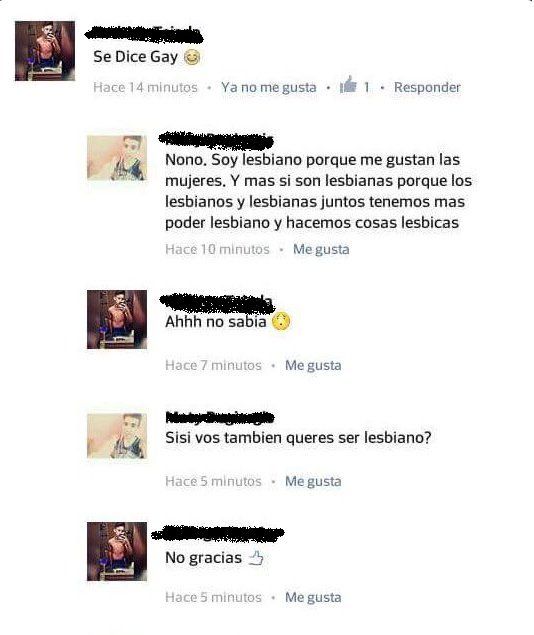 Se Dice Gay 😊
Hace 14 minutos • Ya no me gusta • 1 • Responder
Nono. Soy lesbiano porque me gustan las
mujeres. Y mas si son lesbianas porque los
lesbianos y lesbianas juntos tenemos mas
poder lesbiano y hacemos cosas lesbicas
Hace 10 minutos • Me gusta
Ahhh no sabia 😯
Hace 7 minutos • Me gusta
Sisi vos tambien queres ser lesbiano?
Hace 5 minutos • Me gusta
No gracias 👍
Hace 5 minutos • Me gusta